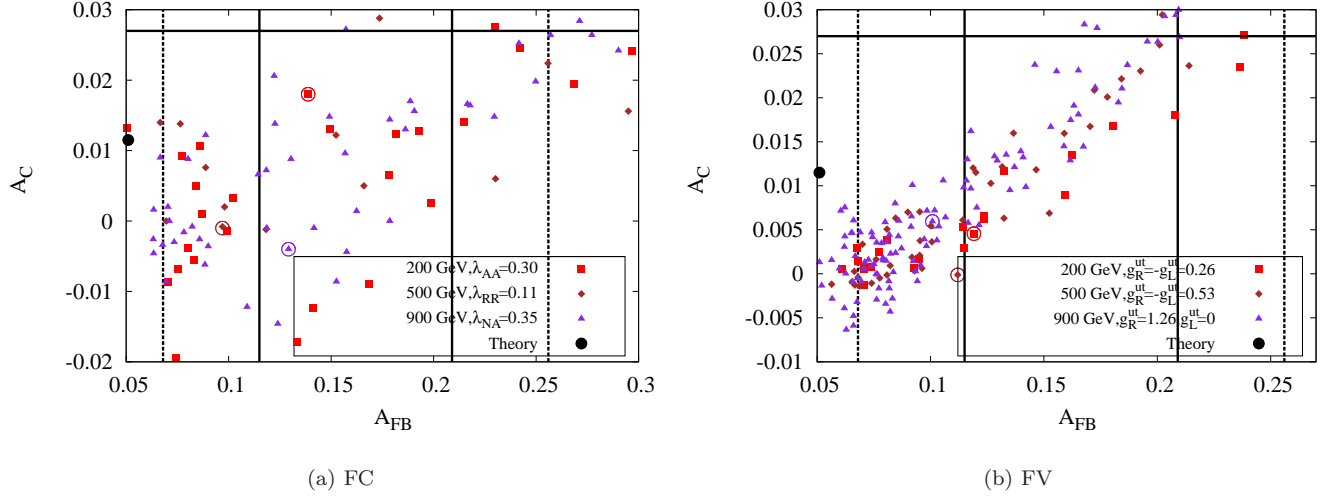 A_C
0.03
0.02
0.01
0
-0.01
-0.02
0.05
0.1
0.15
0.2
0.25
0.3
A_FB
200 GeV,λ_AA=0.30
500 GeV,λ_RR=0.11
900 GeV,λ_NA=0.35
Theory
(a) FC
A_C
0.03
0.025
0.02
0.015
0.01
0.005
0
-0.005
-0.01
0.05
0.1
0.15
0.2
0.25
A_FB
200 GeV,g_R^ut=-g_L^ut=0.26
500 GeV,g_R^ut=-g_L^ut=0.53
900 GeV,g_R^ut=1.26 g_L^ut=0
Theory
(b) FV